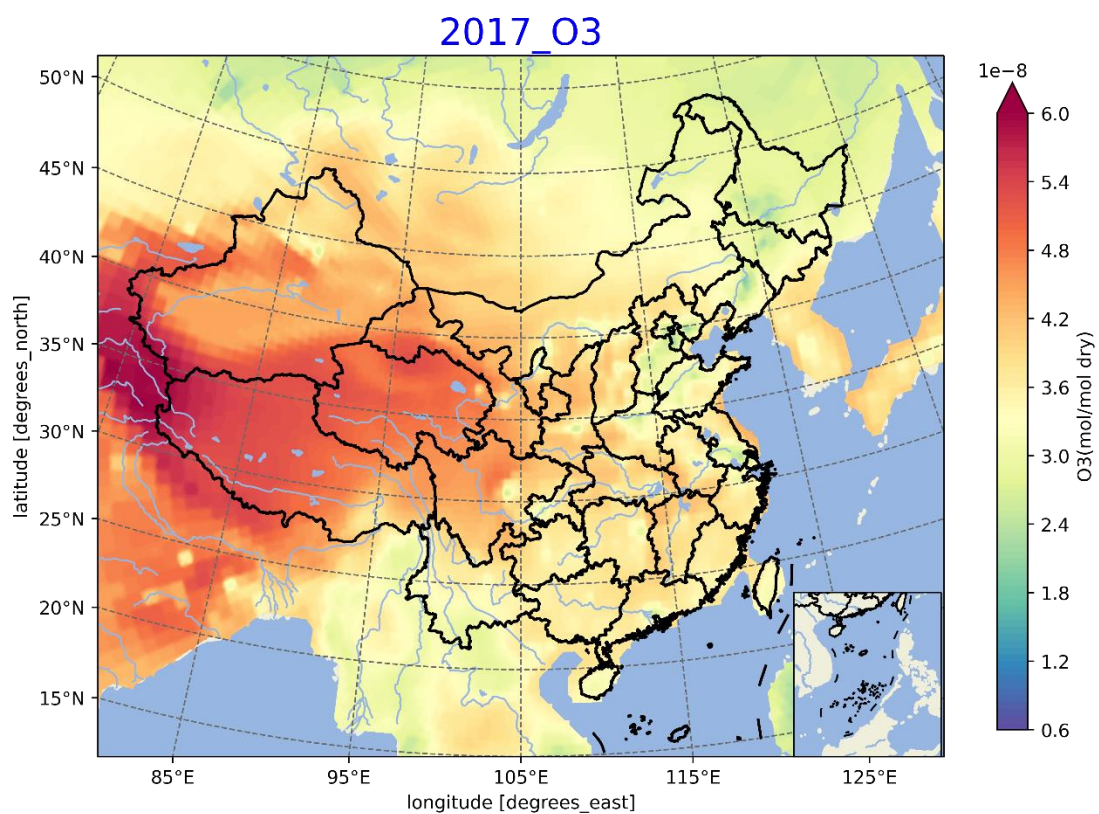 2017_O3
1e−8
50°N
45°N
40°N
35°N
30°N
25°N
20°N
15°N
latitude [degrees_north]
85°E
95°E
105°E
115°E
125°E
longitude [degrees_east]
6.0
5.4
4.8
4.2
3.6
3.0
2.4
1.8
1.2
0.6
O3(mol/mol dry)